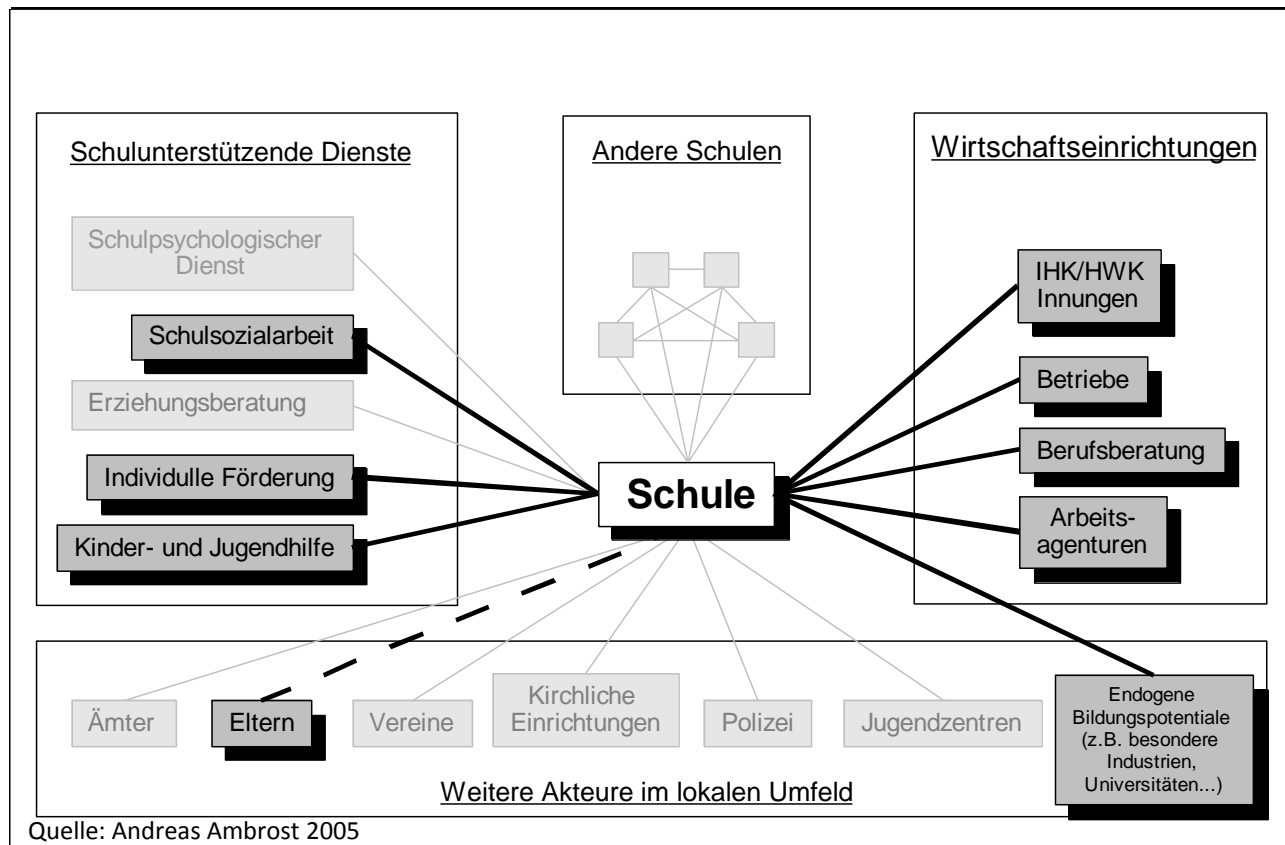 Schulunterstützende Dienste
Schulpsychologischer
Dienst
Schulsozialarbeit
Erziehungsberatung
Individulle Förderung
Kinder- und Jugendhilfe
Andere Schulen
Wirtschaftseinrichtungen
IHK/HWK
Innungen
Betriebe
Berufsberatung
Arbeits-
agenturen
Schule
Ämter
Eltern
Vereine
Kirchliche
Einrichtungen
Polizei
Jugendzentren
Endogene
Bildungspotentiale
(z.B. besondere
Industrien,
Universitäten...)
Weitere Akteure im lokalen Umfeld
Quelle: Andreas Ambrost 2005